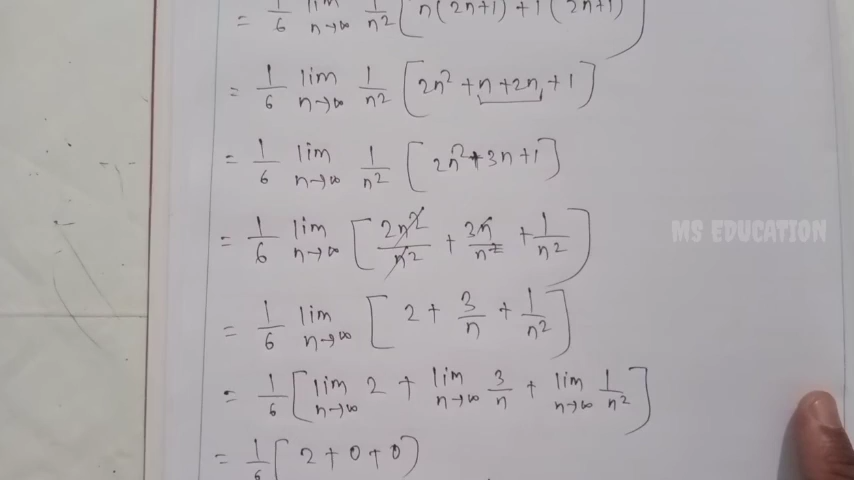 = 1/6 lim n→∞ 1/n² [n(2n+1) + 1(2n+1)]
= 1/6 lim n→∞ 1/n² [2n² + n + 2n + 1]
= 1/6 lim n→∞ 1/n² [2n² + 3n + 1]
= 1/6 lim n→∞ [2n²/n² + 3n/n² + 1/n²]
MS EDUCATION
= 1/6 lim n→∞ [2 + 3/n + 1/n²]
= 1/6 [lim n→∞ 2 + lim n→∞ 3/n + lim n→∞ 1/n²]
= 1/6 [2 + 0 + 0]